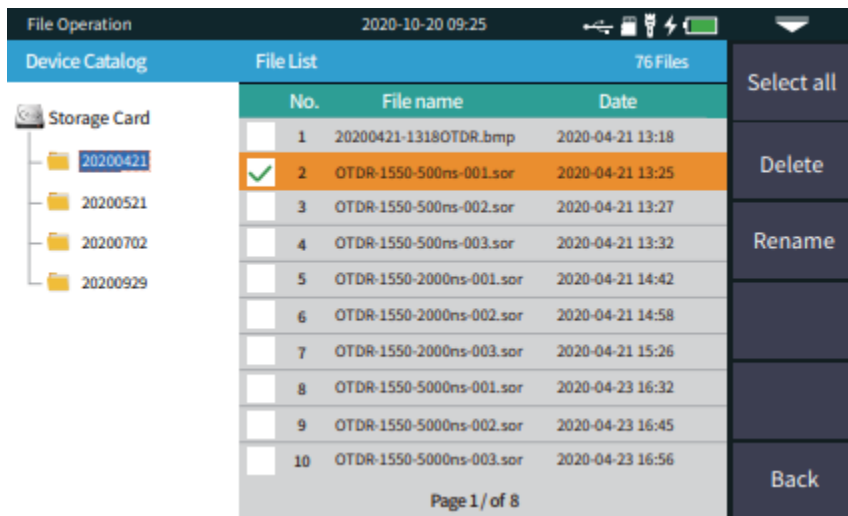 File Operation 2020-10-20 09:25
Device Catalog File List 76 Files
Select all
No. File name Date
Storage Card
1 20200421-1318OTDR.bmp 2020-04-21 13:18
20200421
2 OTDR-1550-500ns-001.sor 2020-04-21 13:25
Delete
20200521
3 OTDR-1550-500ns-002.sor 2020-04-21 13:27
20200702
4 OTDR-1550-500ns-003.sor 2020-04-21 13:32
Rename
20200929
5 OTDR-1550-2000ns-001.sor 2020-04-21 14:42
6 OTDR-1550-2000ns-002.sor 2020-04-21 14:58
7 OTDR-1550-2000ns-003.sor 2020-04-21 15:26
8 OTDR-1550-5000ns-001.sor 2020-04-23 16:32
9 OTDR-1550-5000ns-002.sor 2020-04-23 16:45
10 OTDR-1550-5000ns-003.sor 2020-04-23 16:56
Back
Page 1/ of 8